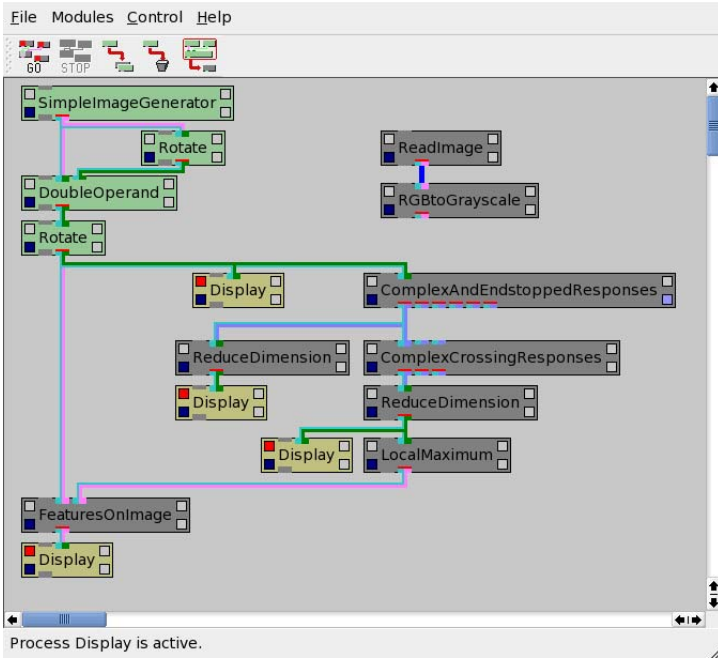 File Modules Control Help
GO STOP
SimpleImageGenerator
Rotate
ReadImage
DoubleOperand
RGBtoGrayscale
Rotate
Display
ComplexAndEndstoppedResponses
ReduceDimension
ComplexCrossingResponses
Display
ReduceDimension
Display
LocalMaximum
FeaturesOnImage
Display
Process Display is active.